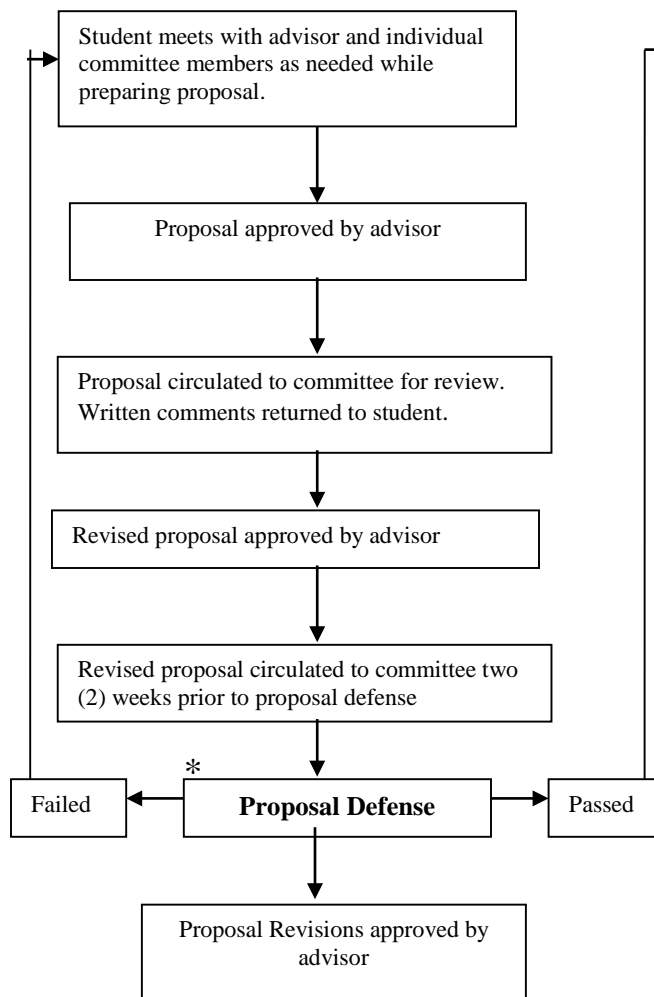 Student meets with advisor and individual
committee members as needed while
preparing proposal.
Proposal approved by advisor
Proposal circulated to committee for review.
Written comments returned to student.
Revised proposal approved by advisor
Revised proposal circulated to committee two
(2) weeks prior to proposal defense
*
Failed
Proposal Defense
Passed
Proposal Revisions approved by
advisor